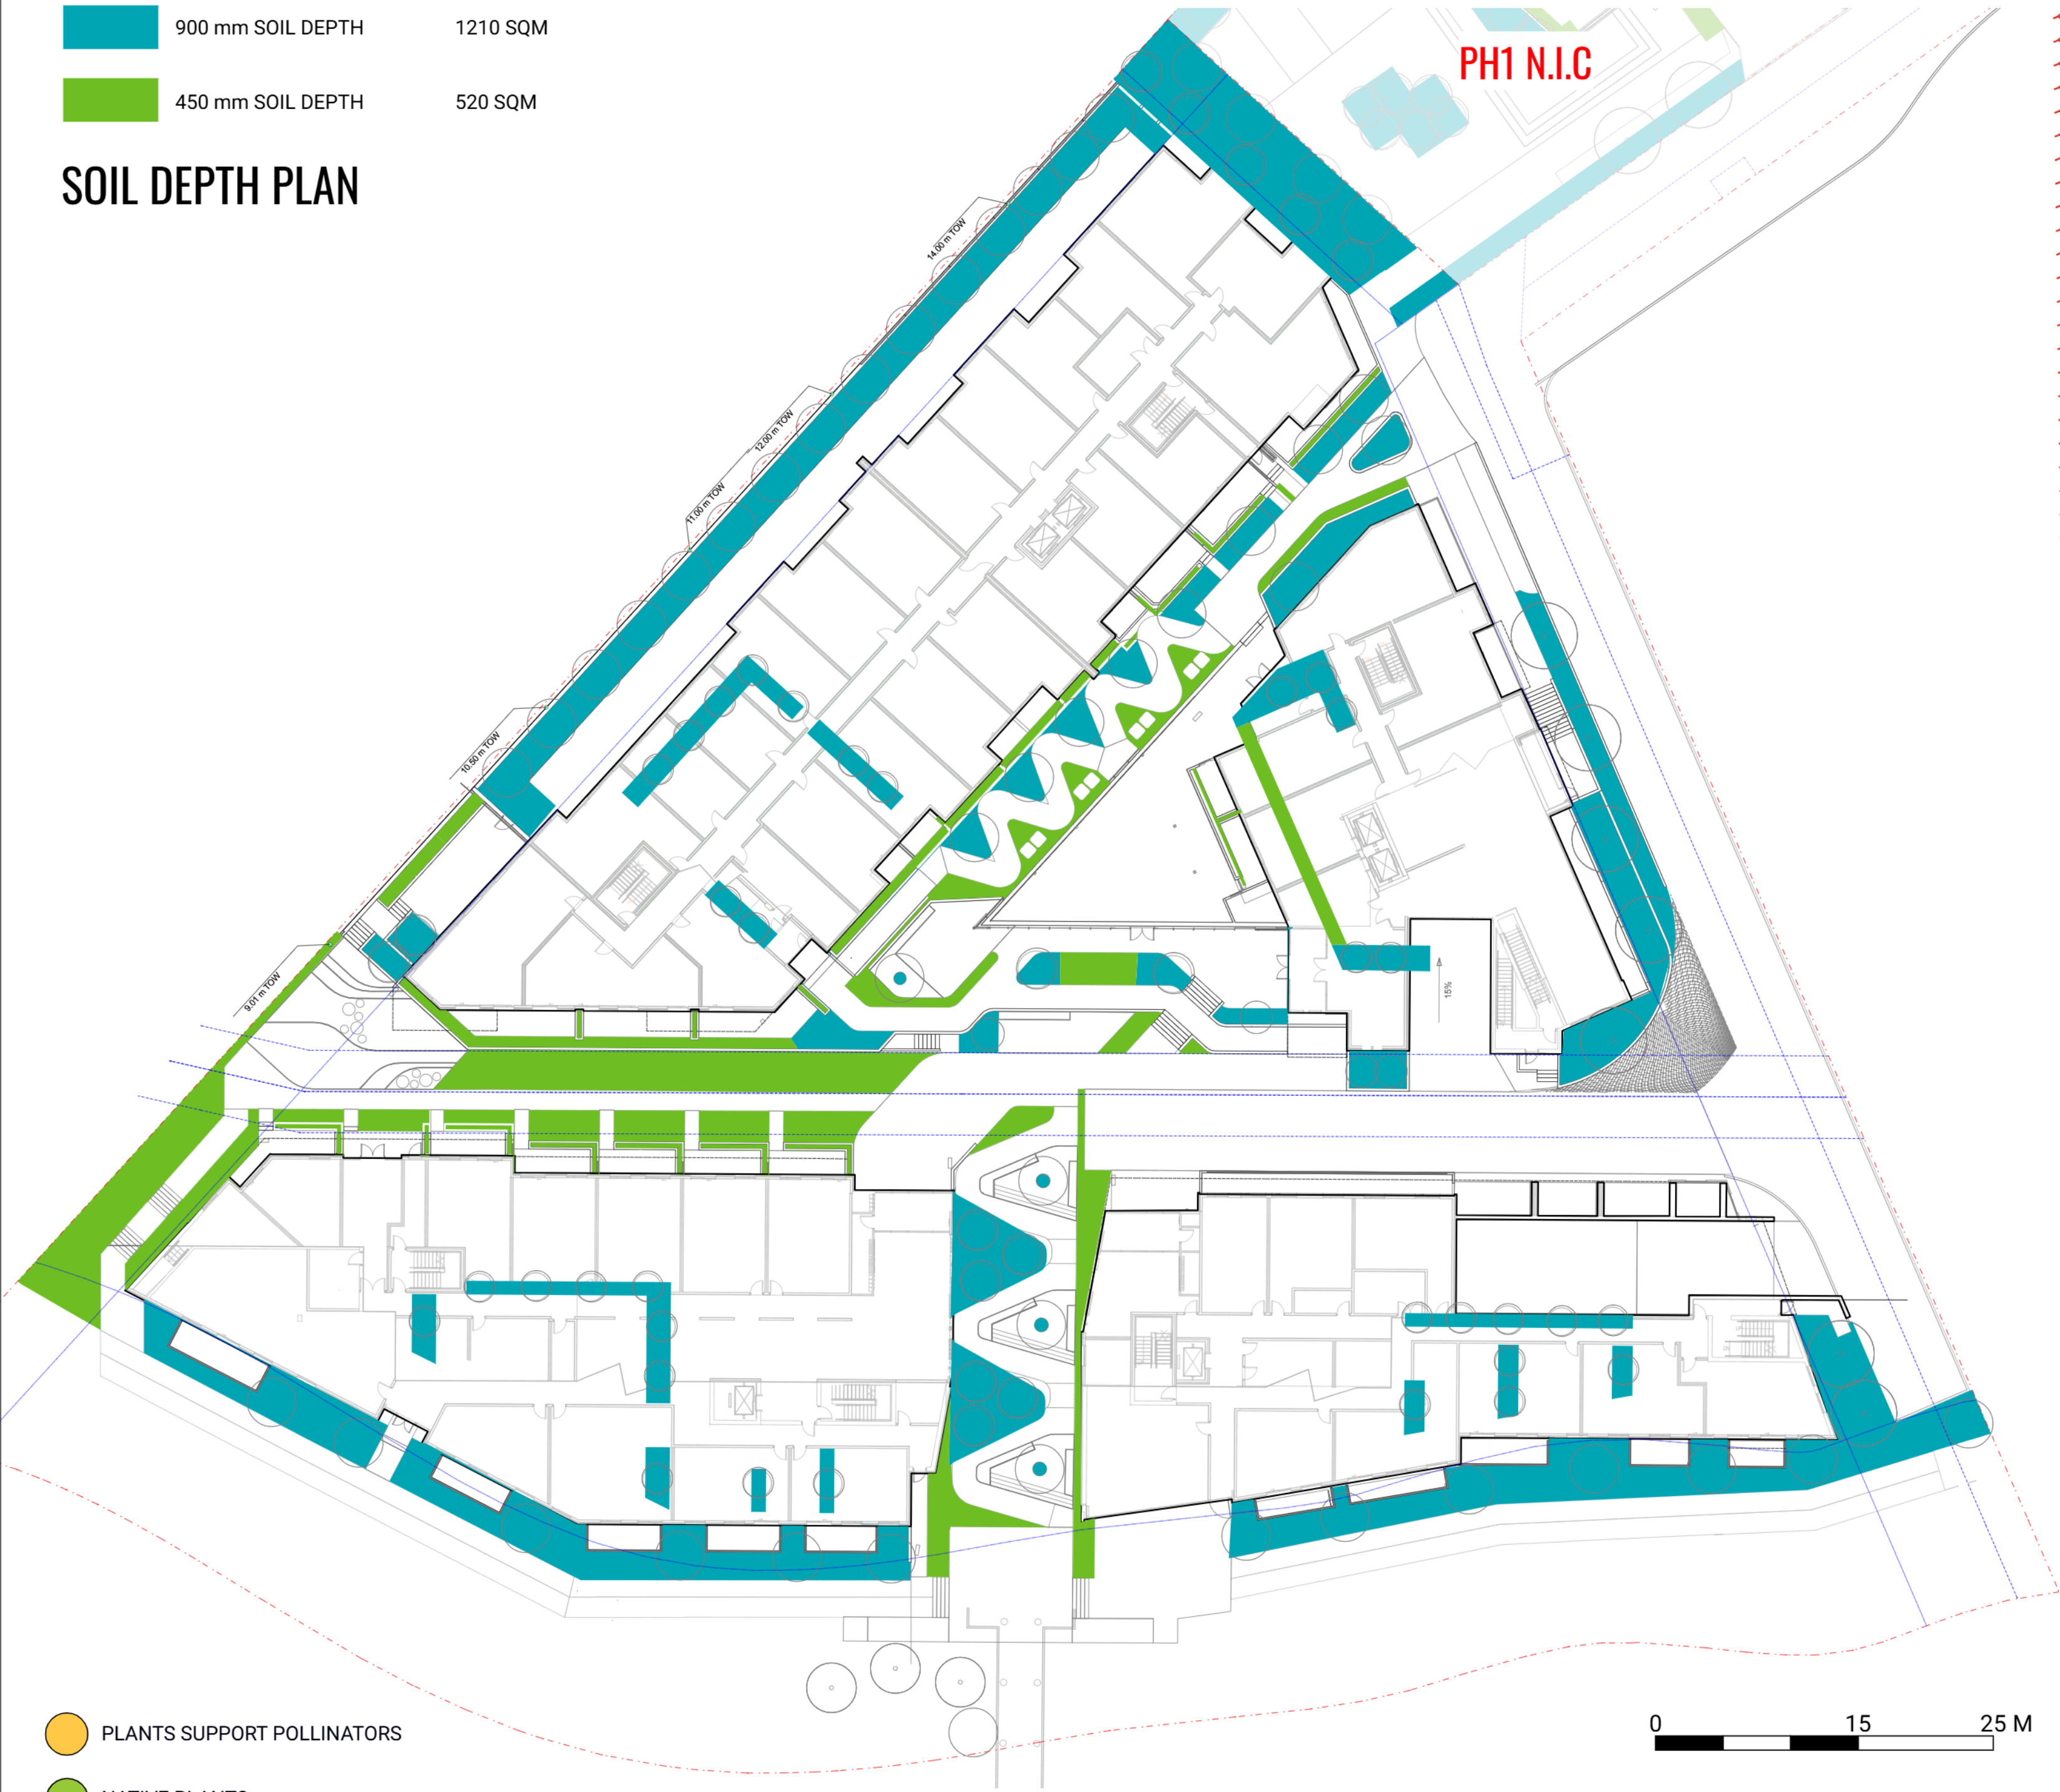 900 mm SOIL DEPTH 1210 SQM
450 mm SOIL DEPTH 520 SQM
SOIL DEPTH PLAN
PH1 N.I.C
14.00 m TOW
12.00 m TOW
11.00 m TOW
10.50 m TOW
9.01 m TOW
15%
PLANTS SUPPORT POLLINATORS
NATIVE PLANTS
0 15 25 M